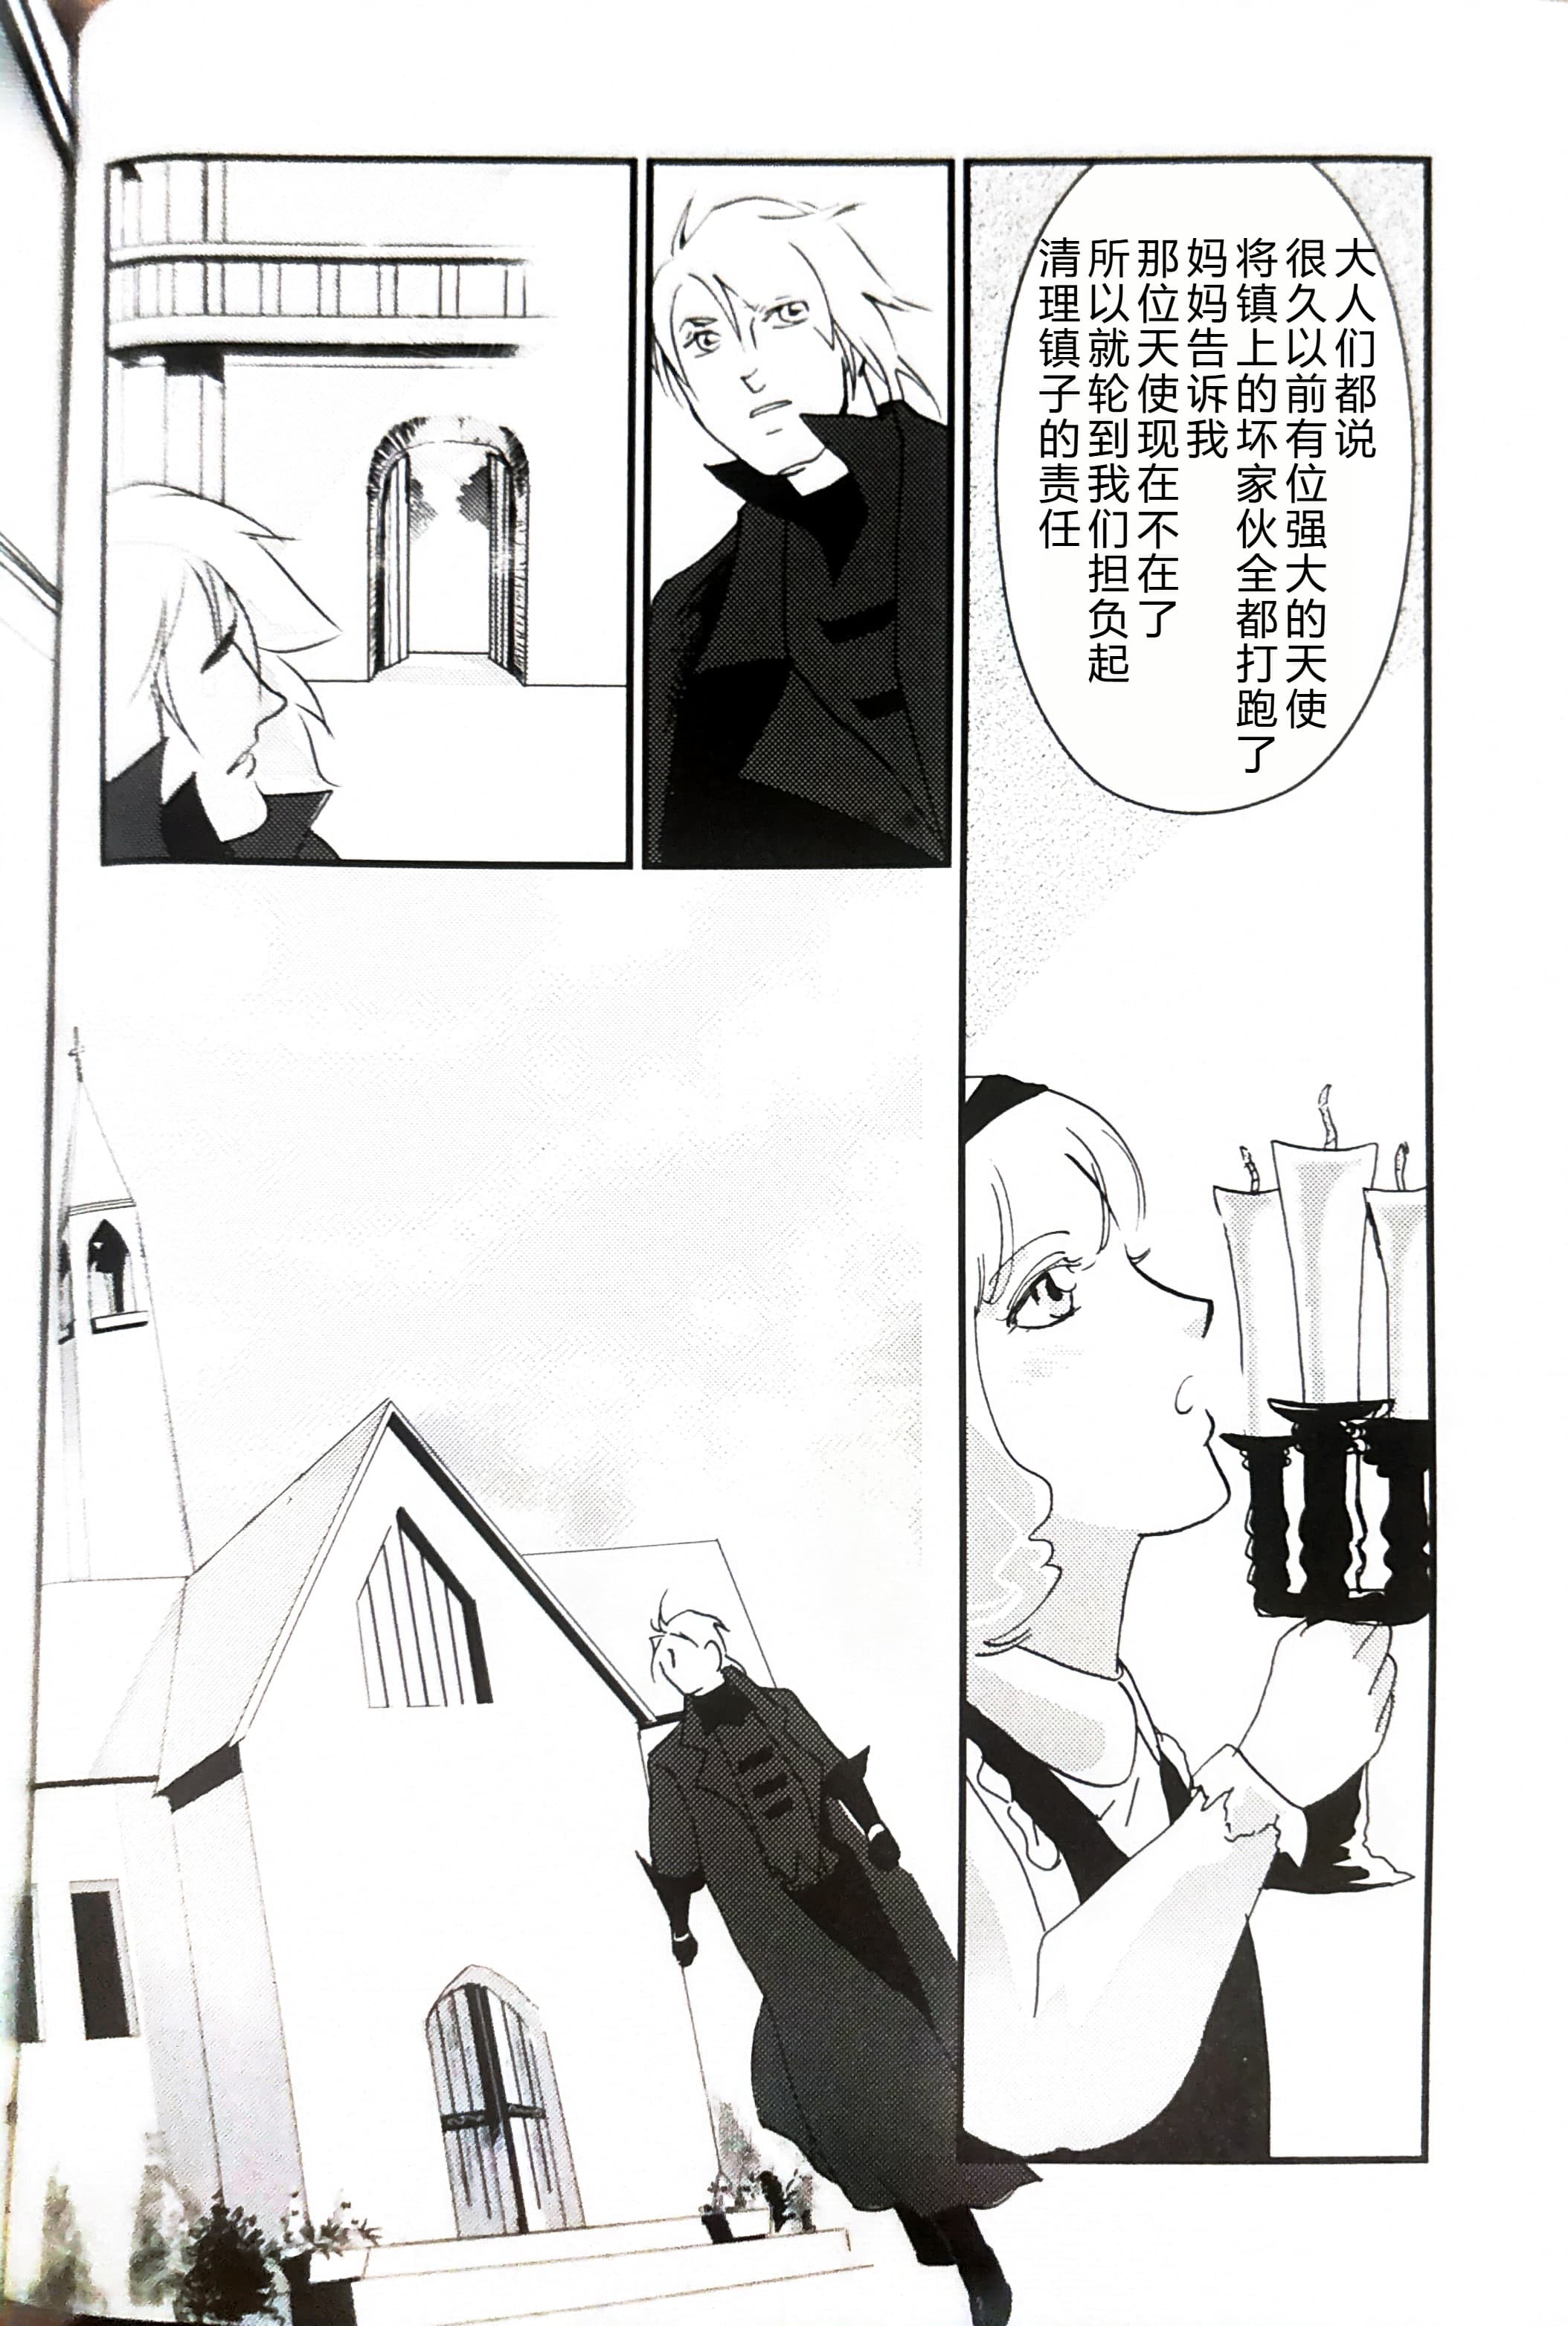 大人们都说
很久以前有位强大的天使
将镇上的坏家伙全都打跑了
妈妈告诉我
那位天使现在不在了
所以就轮到我们担负起
清理镇子的责任